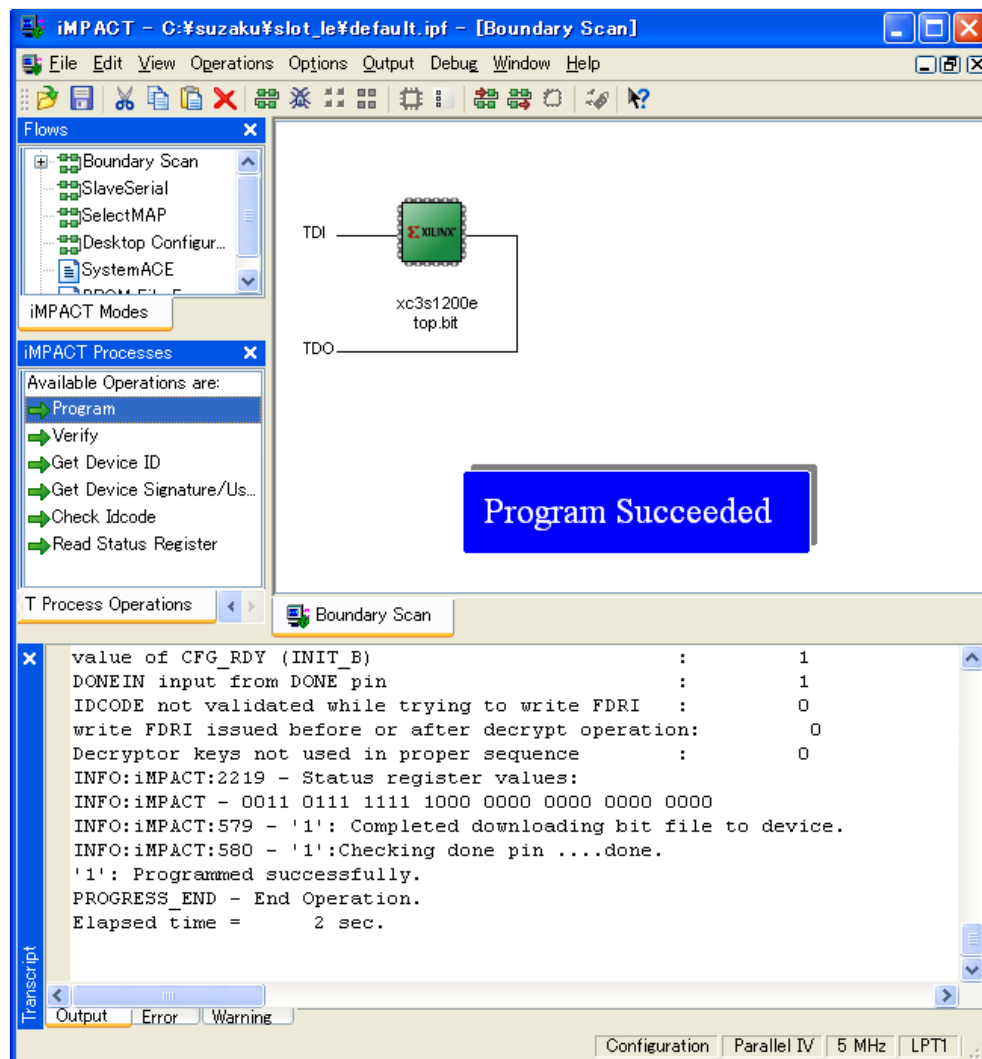 iMPACT - C:¥suzaku¥slot_le¥default.ipf - [Boundary Scan]
File Edit View Operations Options Output Debug Window Help
Flows
Boundary Scan
SlaveSerial
SelectMAP
Desktop Configur...
SystemACE
iMPACT Modes
iMPACT Processes
Available Operations are:
Program
Verify
Get Device ID
Get Device Signature/Us...
Check Idcode
Read Status Register
T Process Operations
TDI
XILINX
xc3s1200e
top.bit
TDO
Program Succeeded
Boundary Scan
value of CFG_RDY (INIT_B) : 1
DONEIN input from DONE pin : 1
IDCODE not validated while trying to write FDRI : 0
write FDRI issued before or after decrypt operation: 0
Decryptor keys not used in proper sequence : 0
INFO:iMPACT:2219 - Status register values:
INFO:iMPACT - 0011 0111 1111 1000 0000 0000 0000 0000
INFO:iMPACT:579 - '1': Completed downloading bit file to device.
INFO:iMPACT:580 - '1':Checking done pin ....done.
'1': Programmed successfully.
PROGRESS_END - End Operation.
Elapsed time = 2 sec.
Transcript
Output Error Warning
Configuration Parallel IV 5 MHz LPT1